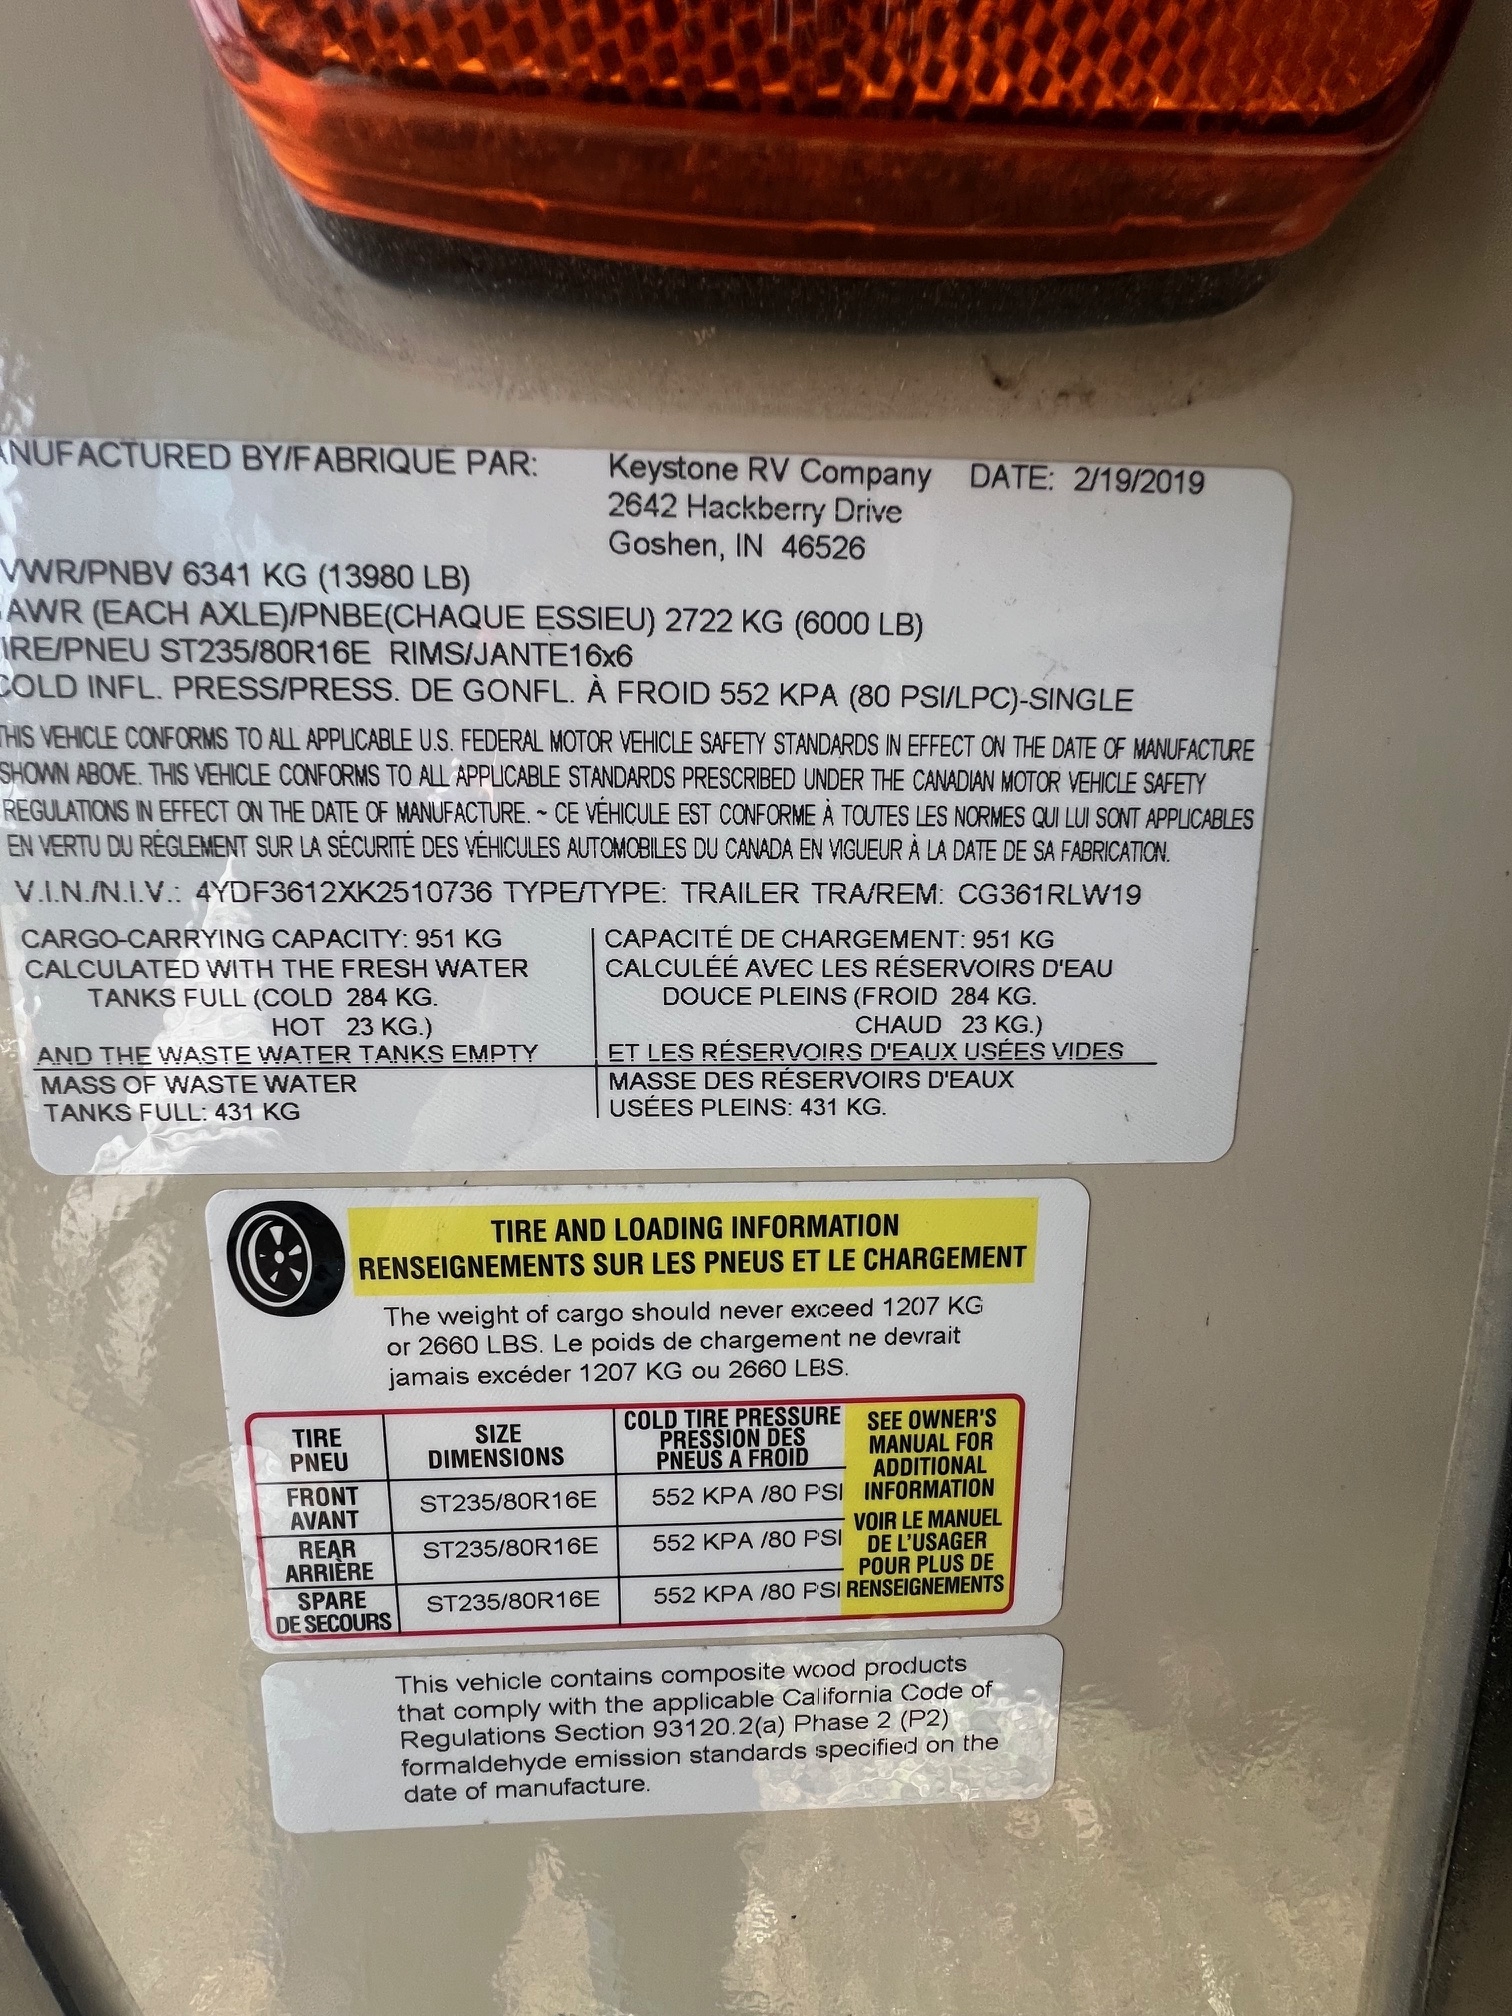 ANUFACTURED BY/FABRIQUÉ PAR: Keystone RV Company DATE: 2/19/2019
2642 Hackberry Drive
Goshen, IN 46526
VWR/PNBV 6341 KG (13980 LB)
AWR (EACH AXLE)/PNBE(CHAQUE ESSIEU) 2722 KG (6000 LB)
IRE/PNEU ST235/80R16E RIMS/JANTE16x6
COLD INFL. PRESS/PRESS. DE GONFL. À FROID 552 KPA (80 PSI/LPC)-SINGLE
THIS VEHICLE CONFORMS TO ALL APPLICABLE U.S. FEDERAL MOTOR VEHICLE SAFETY STANDARDS IN EFFECT ON THE DATE OF MANUFACTURE
SHOWN ABOVE. THIS VEHICLE CONFORMS TO ALL APPLICABLE STANDARDS PRESCRIBED UNDER THE CANADIAN MOTOR VEHICLE SAFETY
REGULATIONS IN EFFECT ON THE DATE OF MANUFACTURE. ~ CE VÉHICULE EST CONFORME À TOUTES LES NORMES QUI LUI SONT APPLICABLES
EN VERTU DU RÉGLEMENT SUR LA SÉCURITÉ DES VÉHICULES AUTOMOBILES DU CANADA EN VIGUEUR À LA DATE DE SA FABRICATION.
V.I.N./N.I.V.: 4YDF3612XK2510736 TYPE/TYPE: TRAILER TRA/REM: CG361RLW19
CARGO-CARRYING CAPACITY: 951 KG
CALCULATED WITH THE FRESH WATER
TANKS FULL (COLD 284 KG.
HOT 23 KG.)
AND THE WASTE WATER TANKS EMPTY
MASS OF WASTE WATER
TANKS FULL: 431 KG
CAPACITÉ DE CHARGEMENT: 951 KG
CALCULÉÉ AVEC LES RÉSERVOIRS D'EAU
DOUCE PLEINS (FROID 284 KG.
CHAUD 23 KG.)
ET LES RÉSERVOIRS D'EAUX USÉES VIDES
MASSE DES RÉSERVOIRS D'EAUX
USÉES PLEINS: 431 KG.
TIRE AND LOADING INFORMATION
RENSEIGNEMENTS SUR LES PNEUS ET LE CHARGEMENT
The weight of cargo should never exceed 1207 KG
or 2660 LBS. Le poids de chargement ne devrait
jamais excéder 1207 KG ou 2660 LBS.
TIRE
PNEU
SIZE
DIMENSIONS
COLD TIRE PRESSURE
PRESSION DES
PNEUS A FROID
FRONT
AVANT
ST235/80R16E
552 KPA /80 PSI
REAR
ARRIÈRE
ST235/80R16E
552 KPA /80 PSI
SPARE
DE SECOURS
ST235/80R16E
552 KPA /80 PSI
SEE OWNER'S
MANUAL FOR
ADDITIONAL
INFORMATION
VOIR LE MANUEL
DE L'USAGER
POUR PLUS DE
RENSEIGNEMENTS
This vehicle contains composite wood products
that comply with the applicable California Code of
Regulations Section 93120.2(a) Phase 2 (P2)
formaldehyde emission standards specified on the
date of manufacture.